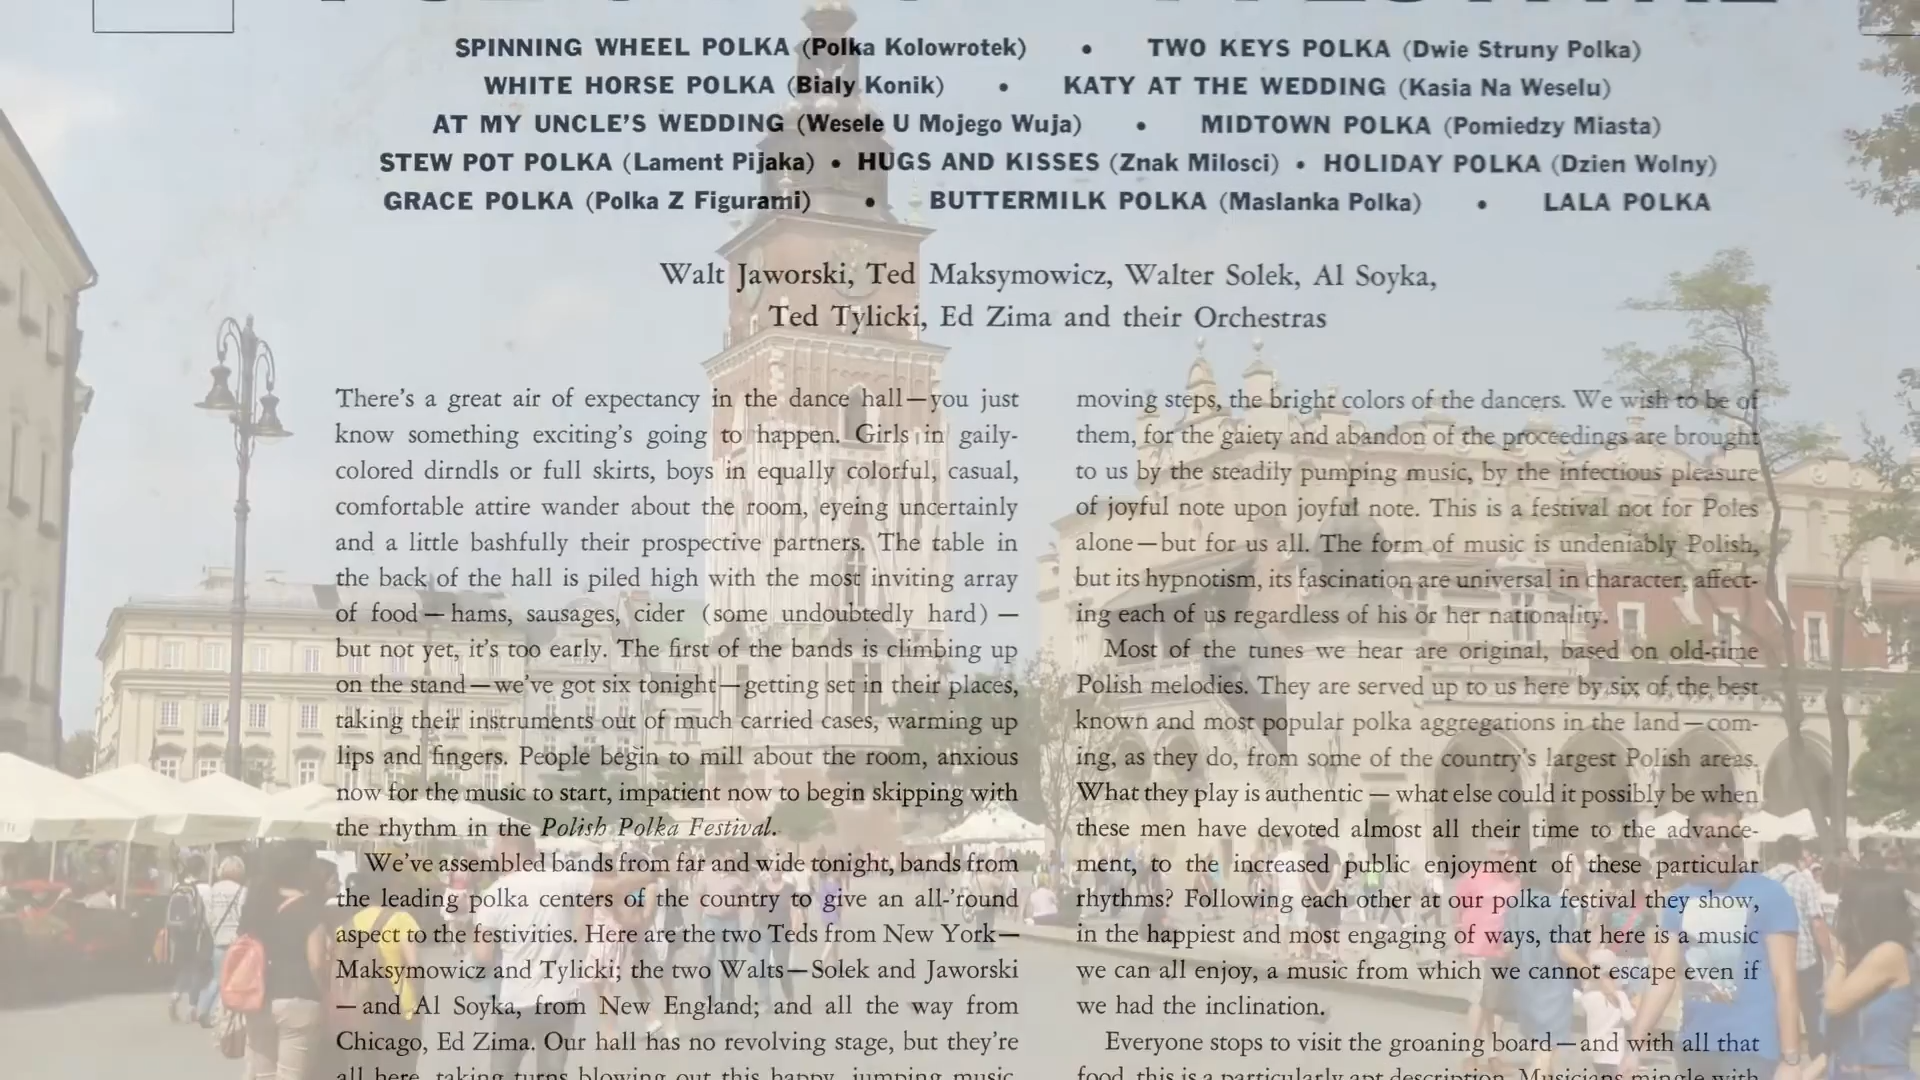 SPINNING WHEEL POLKA (Polka Kolowrotek) • TWO KEYS POLKA (Dwie Struny Polka)
WHITE HORSE POLKA (Bialy Konik) • KATY AT THE WEDDING (Kasia Na Weselu)
AT MY UNCLE'S WEDDING (Wesele U Mojego Wuja) • MIDTOWN POLKA (Pomiedzy Miasta)
STEW POT POLKA (Lament Pijaka) • HUGS AND KISSES (Znak Milosci) • HOLIDAY POLKA (Dzien Wolny)
GRACE POLKA (Polka Z Figurami) • BUTTERMILK POLKA (Maslanka Polka) • LALA POLKA
Walt Jaworski, Ted Maksymowicz, Walter Solek, Al Soyka,
Ted Tylicki, Ed Zima and their Orchestras
There's a great air of expectancy in the dance hall—you just
know something exciting's going to happen. Girls in gaily-
colored dirndls or full skirts, boys in equally colorful, casual,
comfortable attire wander about the room, eyeing uncertainly
and a little bashfully their prospective partners. The table in
the back of the hall is piled high with the most inviting array
of food—hams, sausages, cider (some undoubtedly hard)—
but not yet, it's too early. The first of the bands is climbing up
on the stand—we've got six tonight—getting set in their places,
taking their instruments out of much carried cases, warming up
lips and fingers. People begin to mill about the room, anxious
now for the music to start, impatient now to begin skipping with
the rhythm in the Polish Polka Festival.
We've assembled bands from far and wide tonight, bands from
the leading polka centers of the country to give an all-'round
aspect to the festivities. Here are the two Teds from New York—
Maksymowicz and Tylicki; the two Walts—Solek and Jaworski
—and Al Soyka, from New England; and all the way from
Chicago, Ed Zima. Our hall has no revolving stage, but they're
all here, taking turns blowing out this happy, jumping music,
moving steps, the bright colors of the dancers. We wish to be of
them, for the gaiety and abandon of the proceedings are brought
to us by the steadily pumping music, by the infectious pleasure
of joyful note upon joyful note. This is a festival not for Poles
alone—but for us all. The form of music is undeniably Polish,
but its hypnotism, its fascination are universal in character, affect-
ing each of us regardless of his or her nationality.
Most of the tunes we hear are original, based on old-time
Polish melodies. They are served up to us here by six of the best
known and most popular polka aggregations in the land—com-
ing, as they do, from some of the country's largest Polish areas.
What they play is authentic—what else could it possibly be when
these men have devoted almost all their time to the advance-
ment, to the increased public enjoyment of these particular
rhythms? Following each other at our polka festival they show,
in the happiest and most engaging of ways, that here is a music
we can all enjoy, a music from which we cannot escape even if
we had the inclination.
Everyone stops to visit the groaning board—and with all that
food, this is a particularly apt description. Musicians mingle with